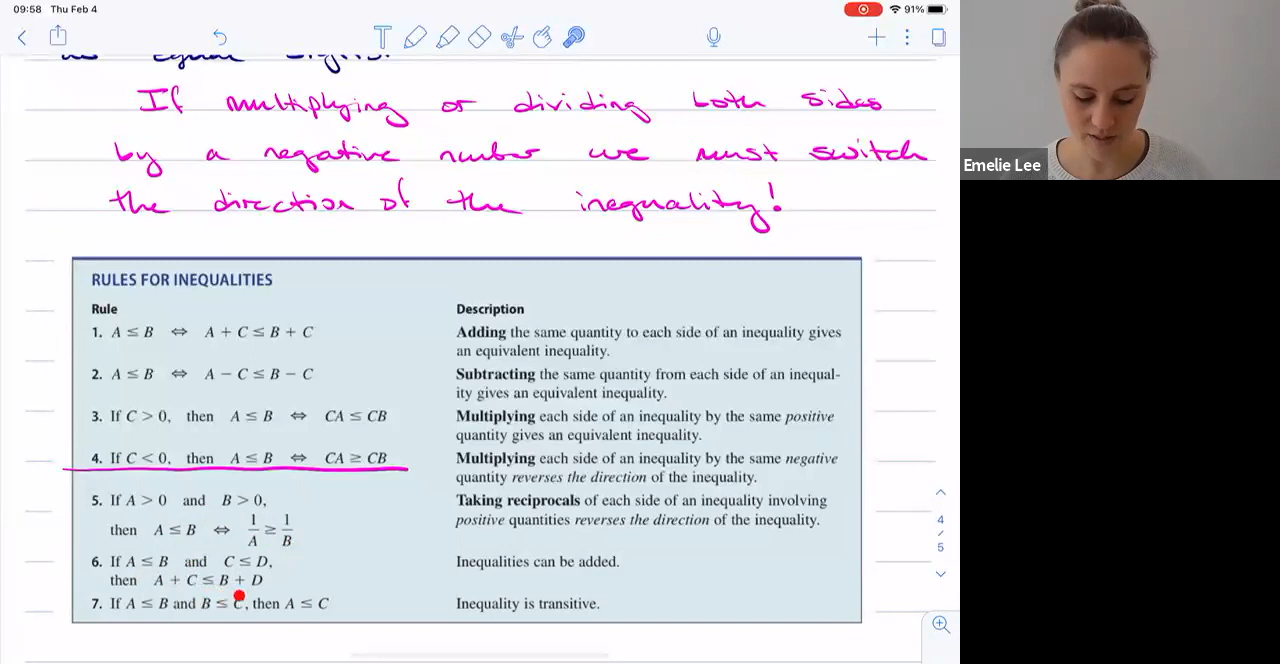 09:58 Thu Feb 4
91%
as equal signs.
If multiplying or dividing both sides
by a negative number we must switch
the direction of the inequality!
Emelie Lee
RULES FOR INEQUALITIES
Rule Description
1. A ≤ B ⇔ A + C ≤ B + C Adding the same quantity to each side of an inequality gives
an equivalent inequality.
2. A ≤ B ⇔ A − C ≤ B − C Subtracting the same quantity from each side of an inequal-
ity gives an equivalent inequality.
3. If C > 0, then A ≤ B ⇔ CA ≤ CB Multiplying each side of an inequality by the same positive
quantity gives an equivalent inequality.
4. If C < 0, then A ≤ B ⇔ CA ≥ CB Multiplying each side of an inequality by the same negative
quantity reverses the direction of the inequality.
5. If A > 0 and B > 0, Taking reciprocals of each side of an inequality involving
then A ≤ B ⇔ 1/A ≥ 1/B positive quantities reverses the direction of the inequality.
6. If A ≤ B and C ≤ D, Inequalities can be added.
then A + C ≤ B + D
7. If A ≤ B and B ≤ C, then A ≤ C Inequality is transitive.
4
/
5